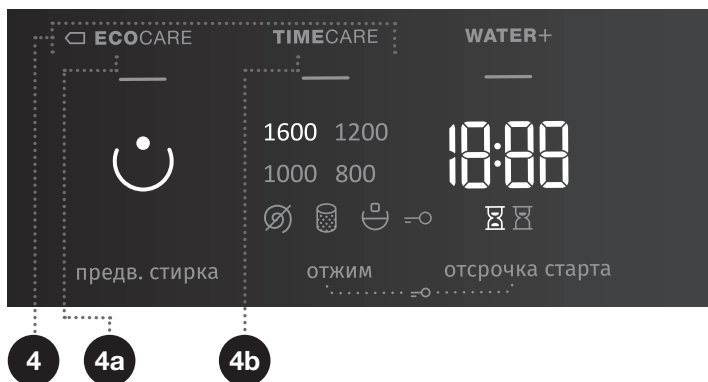 ECOCARE TIMECARE WATER+
1600 1200
1000 800
18:88
предв. стирка отжим отсрочка старта
4 4a 4b